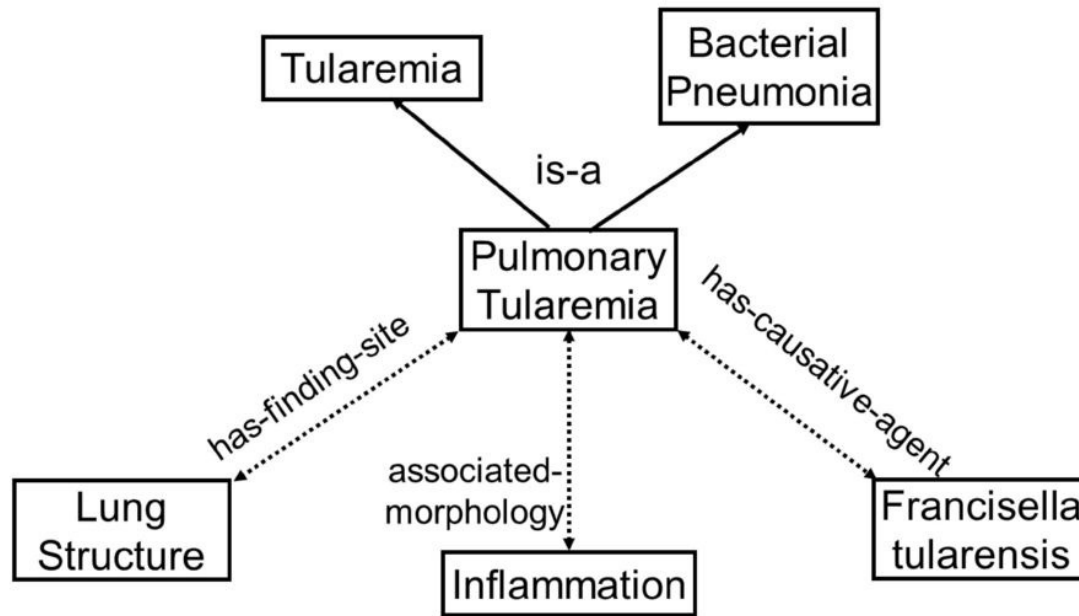 Tularemia
Bacterial
Pneumonia
is-a
Pulmonary
Tularemia
has-finding-site
has-causative-agent
associated-
morphology
Lung
Structure
Inflammation
Francisella
tularensis